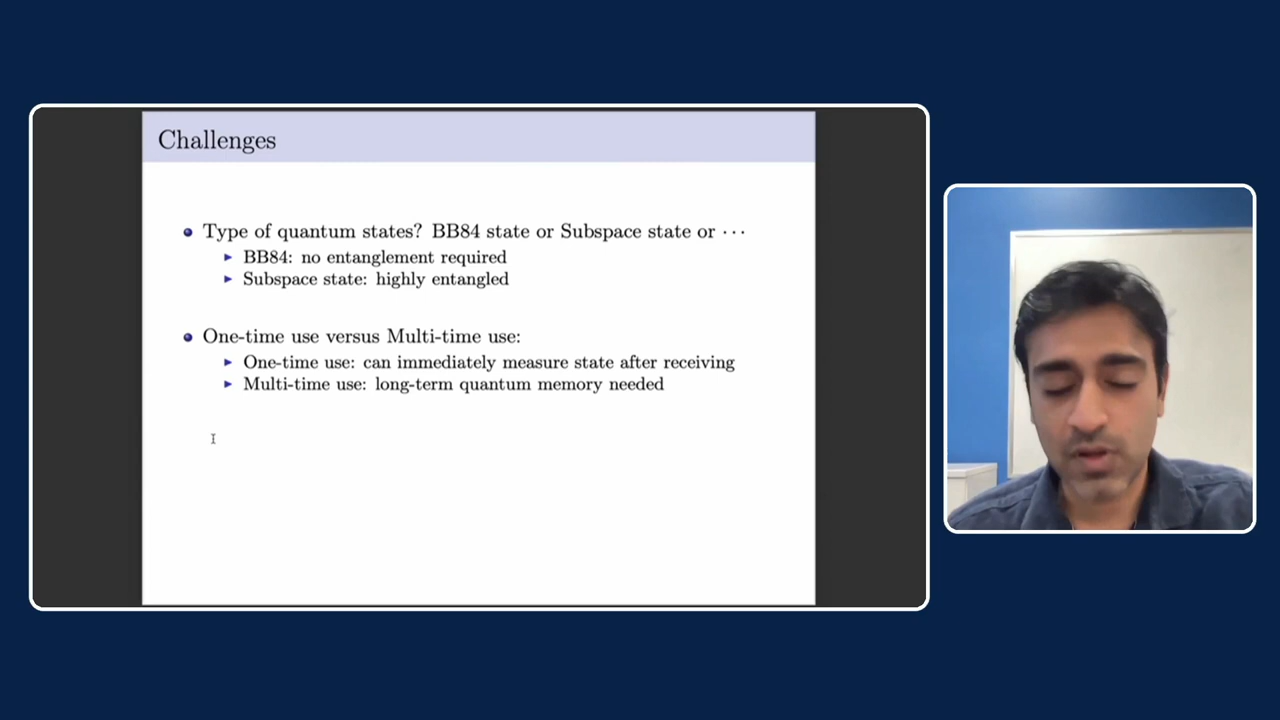 Challenges
Type of quantum states? BB84 state or Subspace state or ···
BB84: no entanglement required
Subspace state: highly entangled
One-time use versus Multi-time use:
One-time use: can immediately measure state after receiving
Multi-time use: long-term quantum memory needed